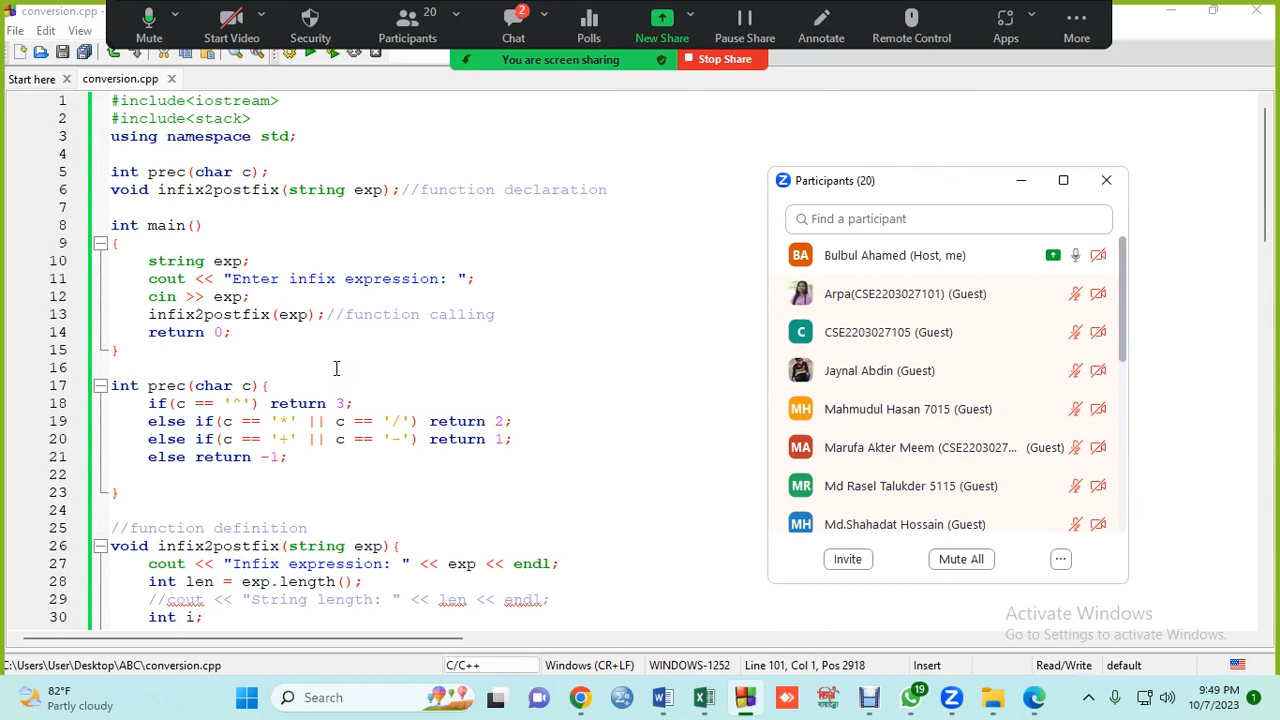 conversion.cpp -
File Edit View
Mute
Start Video
Security
20
Participants
2
Chat
Polls
New Share
Pause Share
Annotate
Remote Control
Apps
More
You are screen sharing
Stop Share
Start here
conversion.cpp
1 #include<iostream>
2 #include<stack>
3 using namespace std;
4
5 int prec(char c);
6 void infix2postfix(string exp);//function declaration
7
8 int main()
9 {
10 string exp;
11 cout << "Enter infix expression: ";
12 cin >> exp;
13 infix2postfix(exp);//function calling
14 return 0;
15 }
16
17 int prec(char c){
18 if(c == '^') return 3;
19 else if(c == '*' || c == '/') return 2;
20 else if(c == '+' || c == '-') return 1;
21 else return -1;
22
23 }
24
25 //function definition
26 void infix2postfix(string exp){
27 cout << "Infix expression: " << exp << endl;
28 int len = exp.length();
29 //cout << "String length: " << len << endl;
30 int i;
Participants (20)
Find a participant
BA Bulbul Ahamed (Host, me)
Arpa(CSE2203027101) (Guest)
C CSE2203027105 (Guest)
Jaynal Abdin (Guest)
MH Mahmudul Hasan 7015 (Guest)
MA Marufa Akter Meem (CSE2203027... (Guest)
MR Md Rasel Talukder 5115 (Guest)
MH Md.Shahadat Hossain (Guest)
Invite
Mute All
...
Activate Windows
Go to Settings to activate Windows.
C:\Users\User\Desktop\ABC\conversion.cpp
C/C++
Windows (CR+LF)
WINDOWS-1252
Line 101, Col 1, Pos 2918
Insert
Read/Write
default
82°F
Partly cloudy
Search
19
9:49 PM
10/7/2023
1